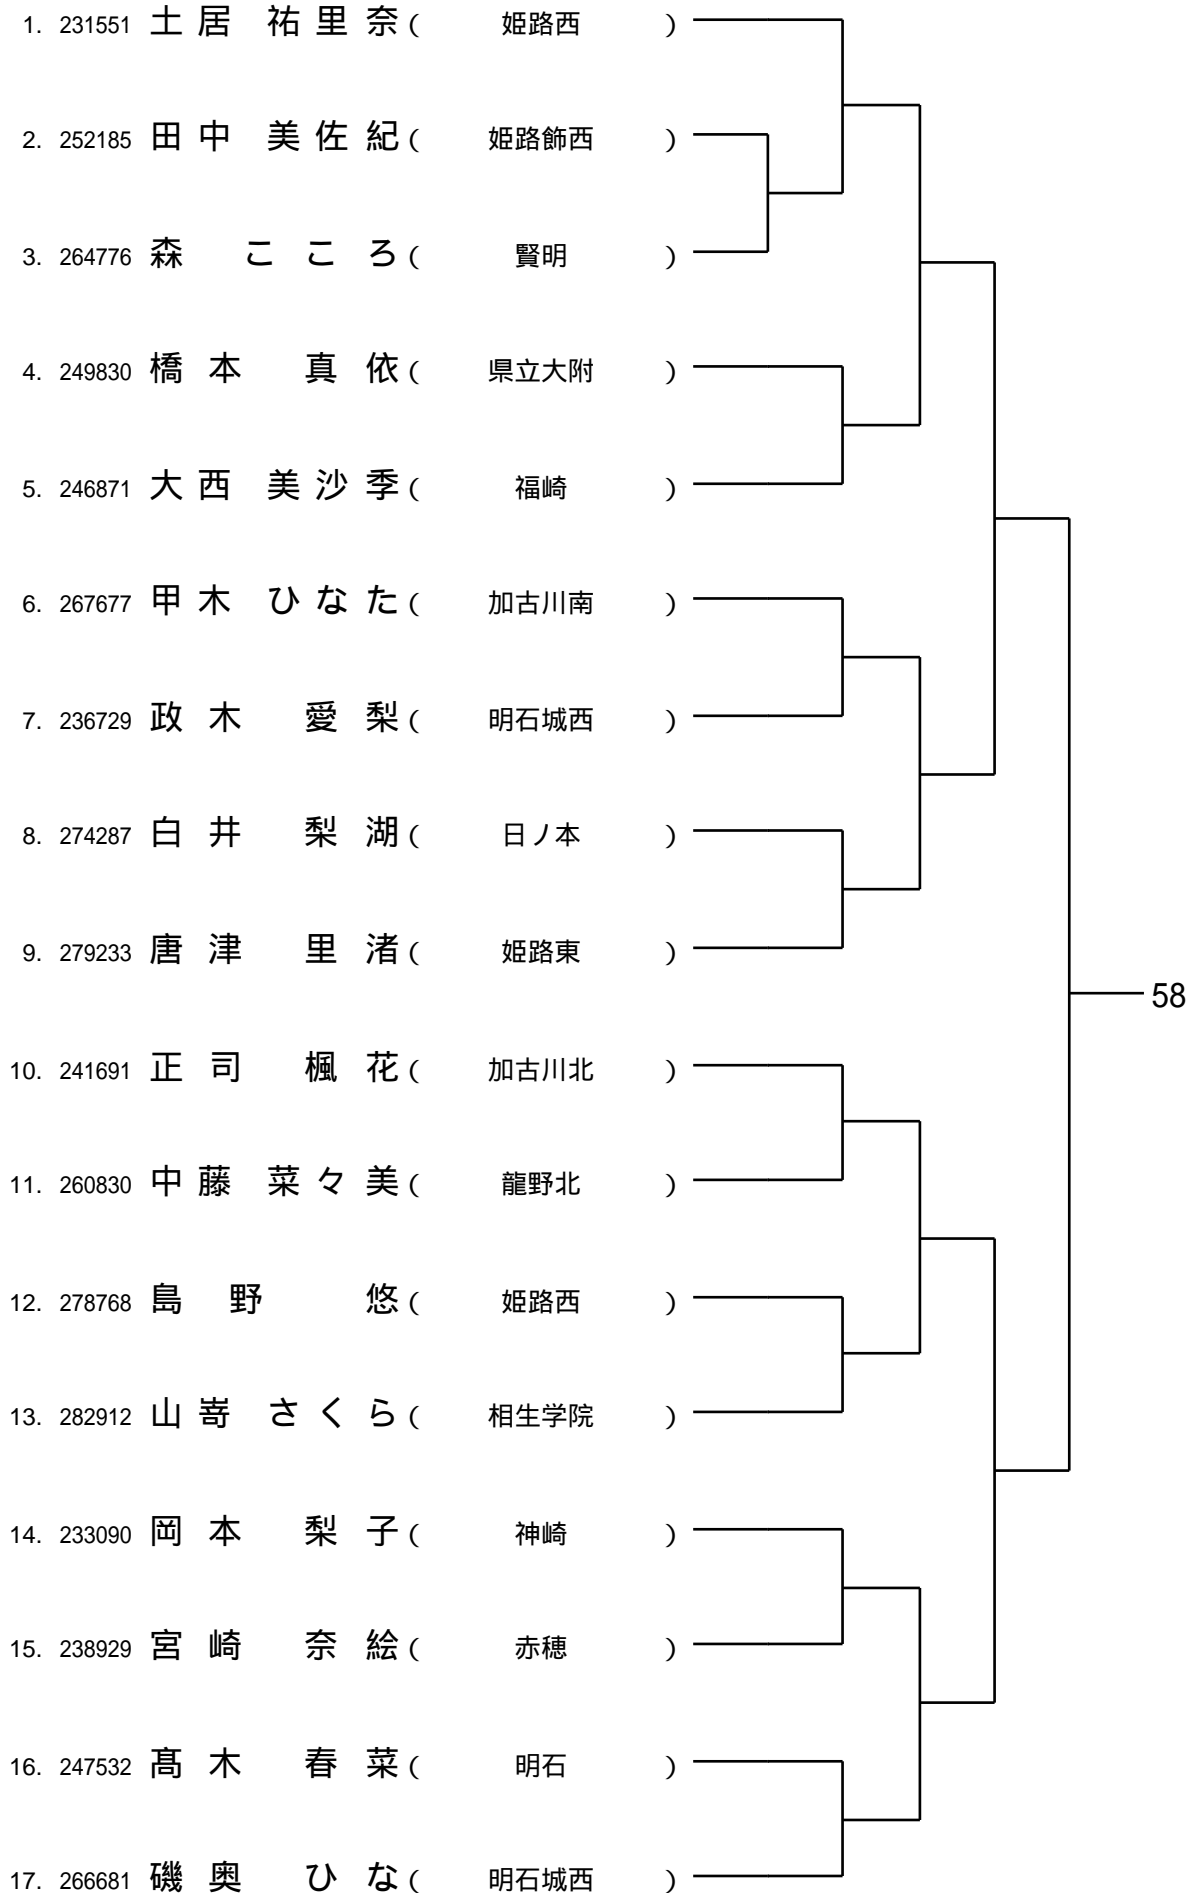 1. 231551 土居 祐里奈 ( 姫路西 )
2. 252185 田中 美佐紀 ( 姫路飾西 )
3. 264776 森 こころ ( 賢明 )
4. 249830 橋本 真依 ( 県立大附 )
5. 246871 大西 美沙季 ( 福崎 )
6. 267677 甲木 ひなた ( 加古川南 )
7. 236729 政木 愛梨 ( 明石城西 )
8. 274287 白井 梨湖 ( 日ノ本 )
9. 279233 唐津 里渚 ( 姫路東 )
58
10. 241691 正司 楓花 ( 加古川北 )
11. 260830 中藤 菜々美 ( 龍野北 )
12. 278768 島野 悠 ( 姫路西 )
13. 282912 山嵜 さくら ( 相生学院 )
14. 233090 岡本 梨子 ( 神崎 )
15. 238929 宮崎 奈絵 ( 赤穂 )
16. 247532 髙木 春菜 ( 明石 )
17. 266681 磯奥 ひな ( 明石城西 )